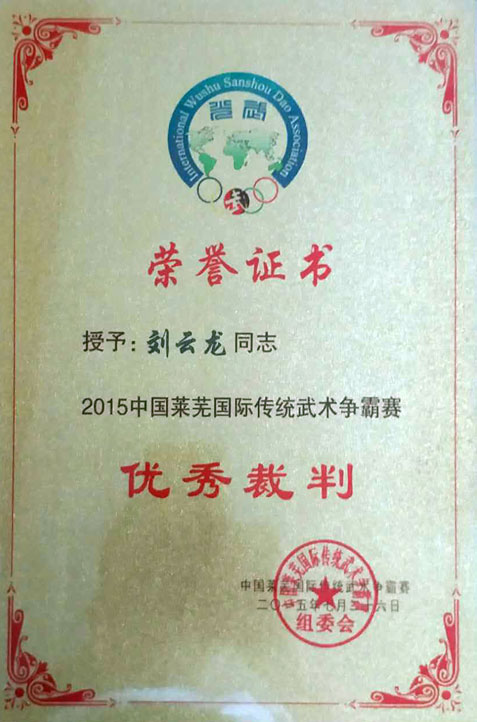 International Wushu Sanshou Dao Association
荣誉证书
授予：刘云龙同志
2015中国莱芜国际传统武术争霸赛
优秀裁判
中国莱芜国际传统武术争霸赛
组委会